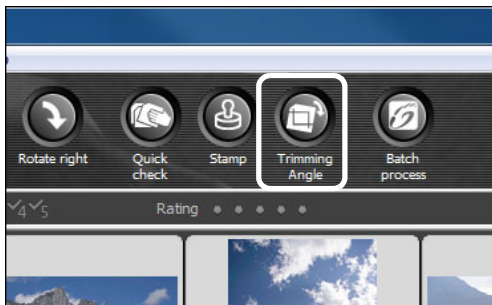 Rotate right
Quick
check
Stamp
Trimming
Angle
Batch
process
4 5
Rating